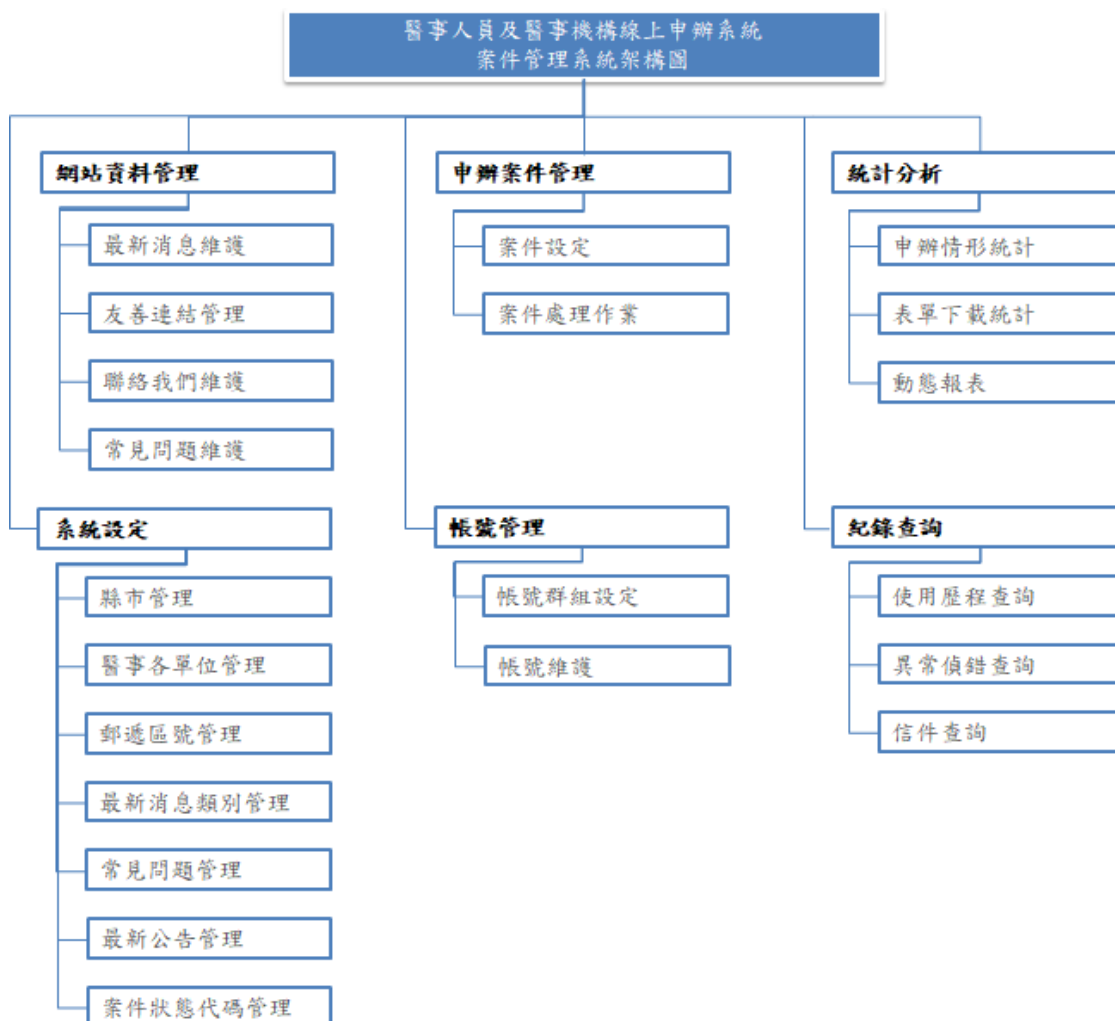 醫事人員及醫事機構線上申辦系統
案件管理系統架構圖
網站資料管理
最新消息維護
友善連結管理
聯絡我們維護
常見問題維護
申辦案件管理
案件設定
案件處理作業
統計分析
申辦情形統計
表單下載統計
動態報表
系統設定
縣市管理
醫事各單位管理
郵遞區號管理
最新消息類別管理
常見問題管理
最新公告管理
案件狀態代碼管理
帳號管理
帳號群組設定
帳號維護
紀錄查詢
使用歷程查詢
異常偵錯查詢
信件查詢